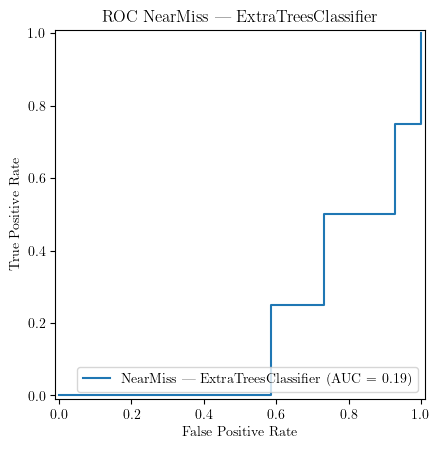 ROC NearMiss — ExtraTreesClassifier
1.0
0.8
0.6
0.4
0.2
0.0
True Positive Rate
NearMiss — ExtraTreesClassifier (AUC = 0.19)
0.0 0.2 0.4 0.6 0.8 1.0
False Positive Rate